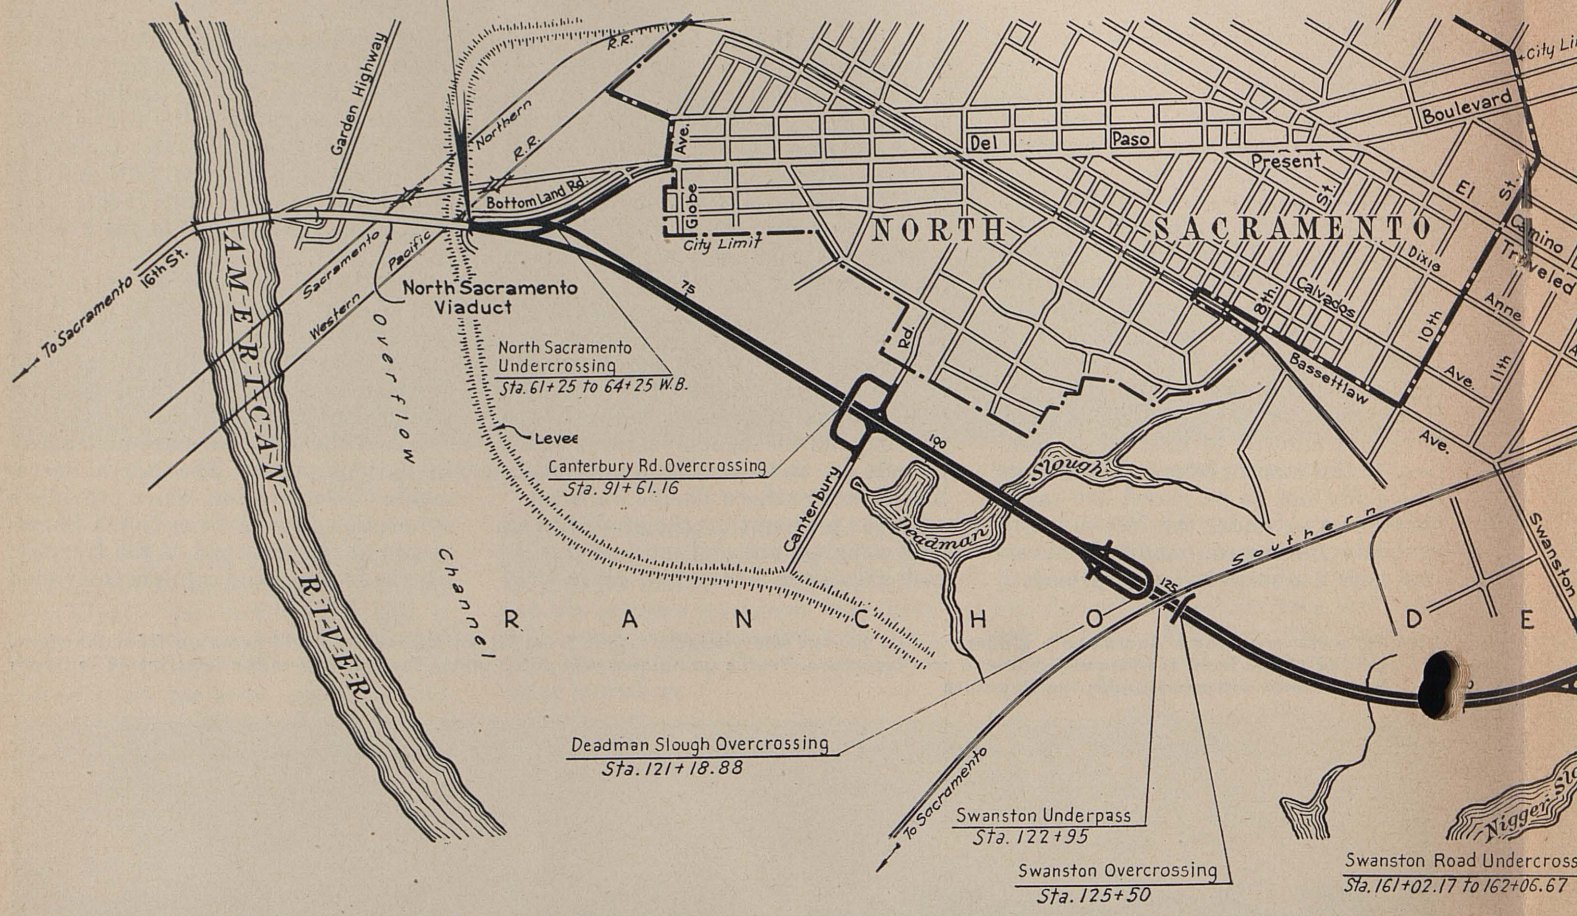 R.R.
City Li
Garden Highway
Northern
R.R.
Ave.
Del
Paso
Boulevard
Present
Bottom Land Rd.
Globe
City Limit
NORTH
SACRAMENTO
St.
El
Camino
St.
Traveled
Dixie
Calvados
Anne
8th.
10th
Bassettlaw
Ave.
11th
Ave.
To Sacramento
16th St.
Sacramento
Western
Pacific
AMERICAN
RIVER
North Sacramento
Viaduct
Overflow
Channel
75
North Sacramento
Undercrossing
Sta. 61+25 to 64+25 W.B.
Rd.
Levee
100
Canterbury Rd. Overcrossing
Sta. 91+61.16
Canterbury
Slough
Deadman
Southern
Swanston
125
R A N C H O D E
Deadman Slough Overcrossing
Sta. 121+18.88
To Sacramento
Swanston Underpass
Sta. 122+95
Swanston Overcrossing
Sta. 125+50
Nigger Slo
Swanston Road Undercross
Sta. 161+02.17 to 162+06.67